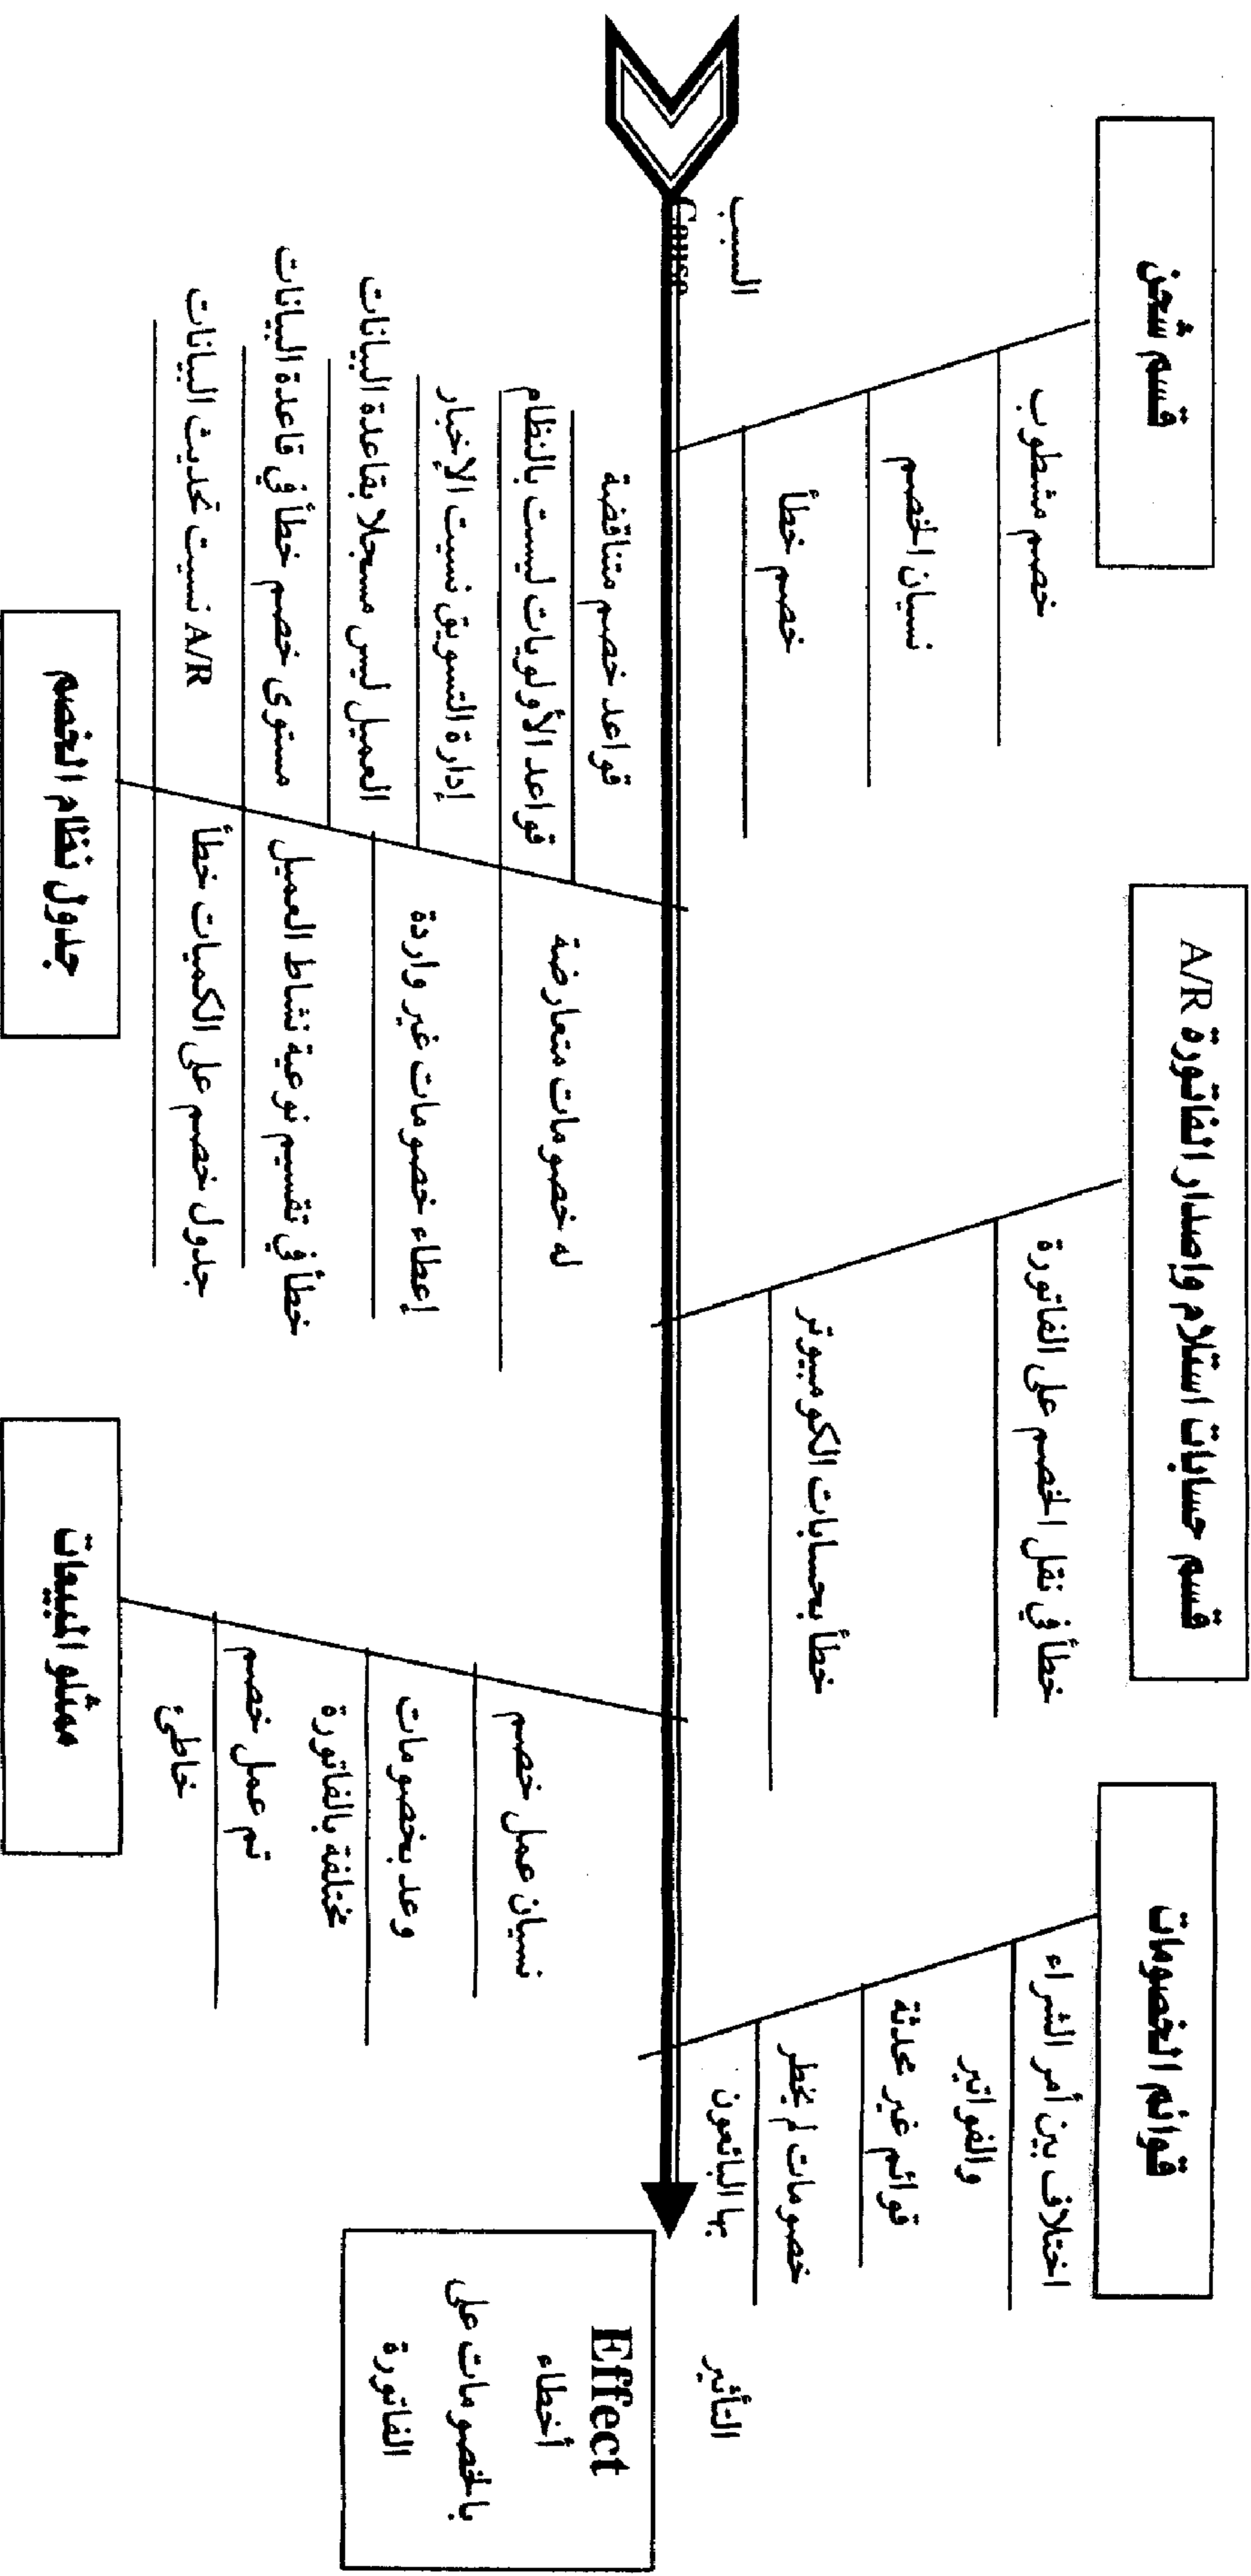 قسم شحن
خصم مشطوب
نسيان الخصم
خصم خطأ
قسم حسابات استلام وإصدار الفاتورة A/R
خطأ في نقل الخصم على الفاتورة
خطأ بحسابات الكومبيوتر
قوائم الخصومات
اختلاف بين أمر الشراء
والفواتير
قوائم غير محدثة
خصومات لم يخطر
بها البائعون
السبب
Cause
التأثير
Effect
أخطاء
بالخصومات على
الفاتورة
قواعد خصم متناقضة
قواعد الأولويات ليست بالنظام
إدارة التسويق نسيت الإخبار
العميل ليس مسجلا بقاعدة البيانات
مستوى خصم خطأ في قاعدة البيانات
A/R نسيت تحديث البيانات
له خصومات متعارضة
إعطاء خصومات غير واردة
خطأ في تقسيم نوعية نشاط العميل
جدول خصم على الكميات خطأ
جدول نظام الخصم
نسيان عمل خصم
وعد بخصومات
مختلفة بالفاتورة
تم عمل خصم
خاطئ
ممثلو المبيعات